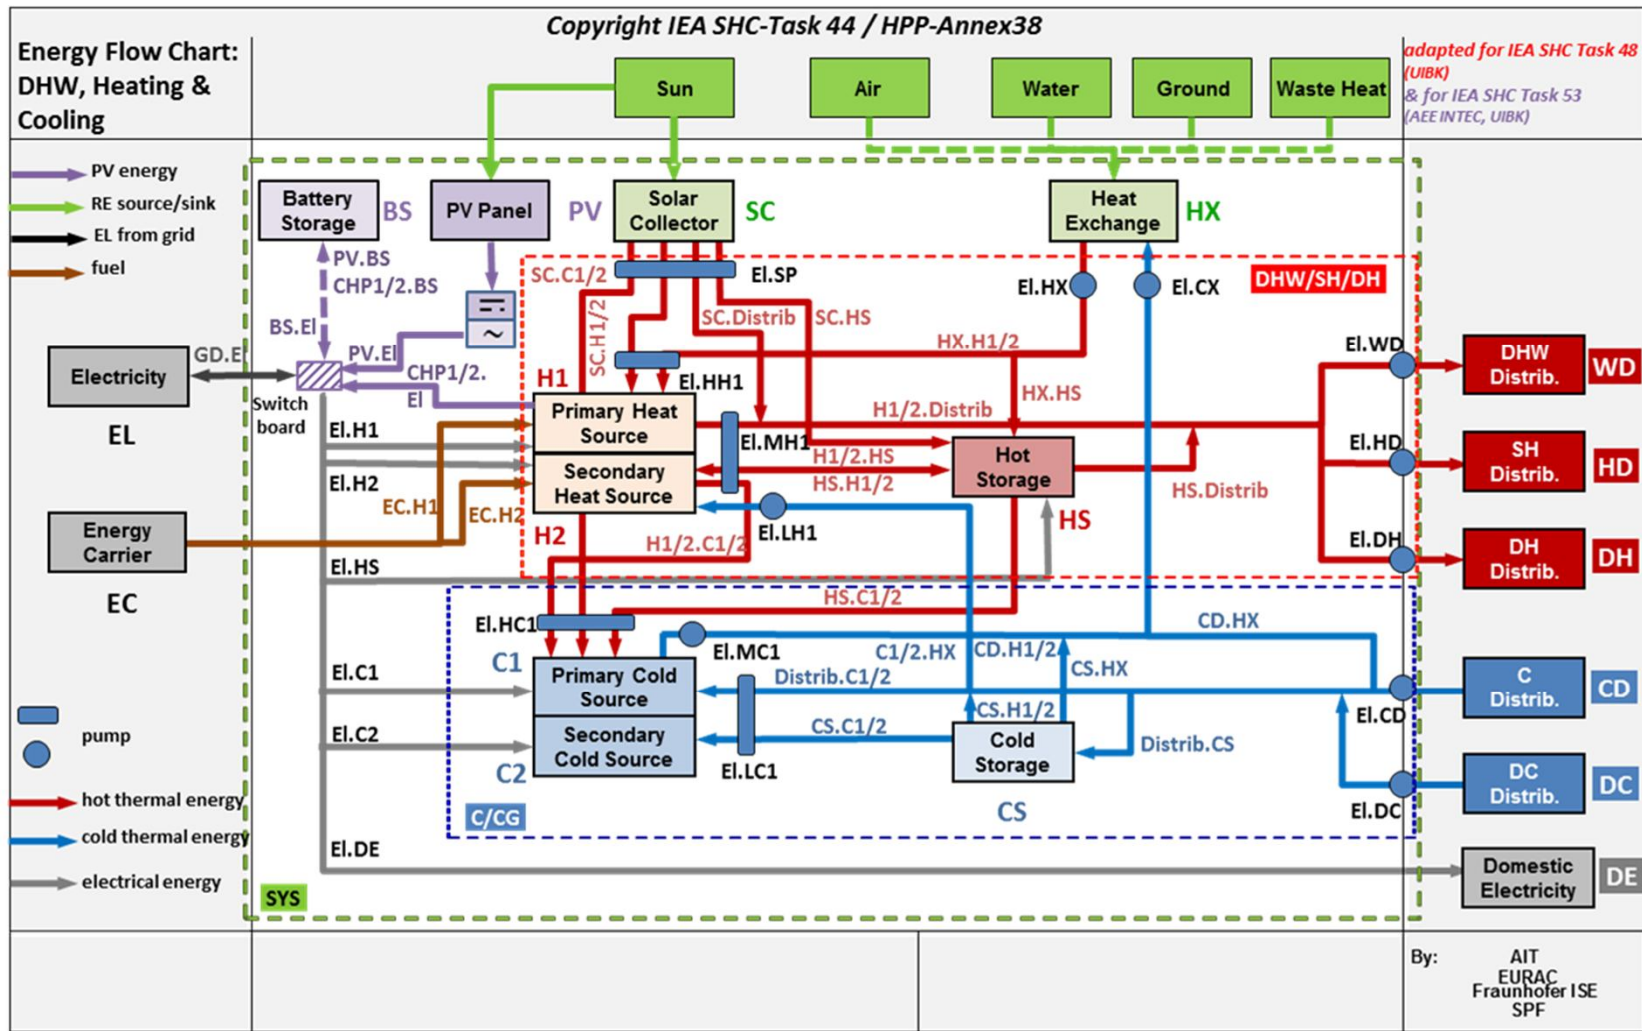 Copyright IEA SHC-Task 44 / HPP-Annex38
Energy Flow Chart:
DHW, Heating &
Cooling
adapted for IEA SHC Task 48
(UIBK)
& for IEA SHC Task 53
(AEE INTEC, UIBK)
Sun
Air
Water
Ground
Waste Heat
PV energy
RE source/sink
EL from grid
fuel
Battery
Storage
BS
PV Panel
PV
Solar
Collector
SC
Heat
Exchange
HX
PV.BS
CHP1/2.BS
BS.El
SC.C1/2
El.SP
El.HX
El.CX
DHW/SH/DH
SC.H1/2
SC.Distrib
SC.HS
HX.H1/2
El.WD
DHW
Distrib.
WD
Electricity
EL
GD.E
PV.El
CHP1/2.
El
Switch
board
H1
El.HH1
HX.HS
Primary Heat
Source
H1/2.Distrib
El.H1
El.MH1
El.HD
SH
Distrib.
HD
Secondary
Heat Source
H1/2.HS
HS.H1/2
Hot
Storage
El.H2
EC.H1
EC.H2
HS.Distrib
HS
Energy
Carrier
EC
H2
El.LH1
H1/2.C1/2
El.DH
DH
Distrib.
DH
El.HS
HS.C1/2
El.HC1
El.MC1
C1/2.HX
CD.H1/2
CD.HX
CS.HX
C1
Primary Cold
Source
Distrib.C1/2
El.C1
C
Distrib.
CD
El.CD
pump
El.C2
Secondary
Cold Source
C2
CS.C1/2
CS.H1/2
Cold
Storage
Distrib.CS
El.LC1
CS
DC
Distrib.
DC
El.DC
C/CG
hot thermal energy
cold thermal energy
electrical energy
El.DE
SYS
Domestic
Electricity
DE
By:
AIT
EURAC
Fraunhofer ISE
SPF